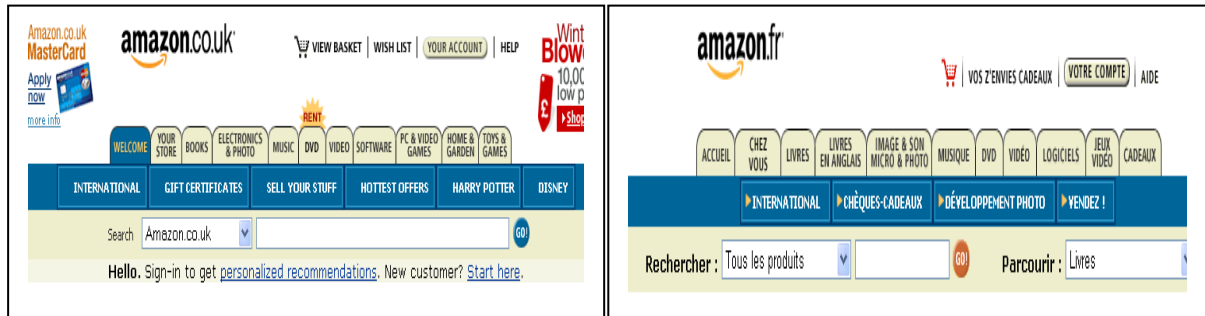 Amazon.co.uk
MasterCard
Apply
now
more info
amazon.co.uk
VIEW BASKET | WISH LIST | YOUR ACCOUNT | HELP
10,00
low p
£
RENT
WELCOME
YOUR
STORE
BOOKS
ELECTRONICS
& PHOTO
MUSIC
DVD
VIDEO
SOFTWARE
PC & VIDEO
GAMES
HOME &
GARDEN
TOYS &
GAMES
INTERNATIONAL GIFT CERTIFICATES SELL YOUR STUFF HOTTEST OFFERS HARRY POTTER DISNEY
Search Amazon.co.uk GO!
Hello. Sign-in to get personalized recommendations. New customer? Start here.
amazon.fr
VOS Z'ENVIES CADEAUX | VOTRE COMPTE | AIDE
ACCUEIL
CHEZ
VOUS
LIVRES
LIVRES
EN ANGLAIS
IMAGE & SON
MICRO & PHOTO
MUSIQUE
DVD
VIDÉO
LOGICIELS
JEUX
VIDÉO
CADEAUX
INTERNATIONAL CHÈQUES-CADEAUX DÉVELOPPEMENT PHOTO VENDEZ !
Rechercher : Tous les produits GO! Parcourir : Livres